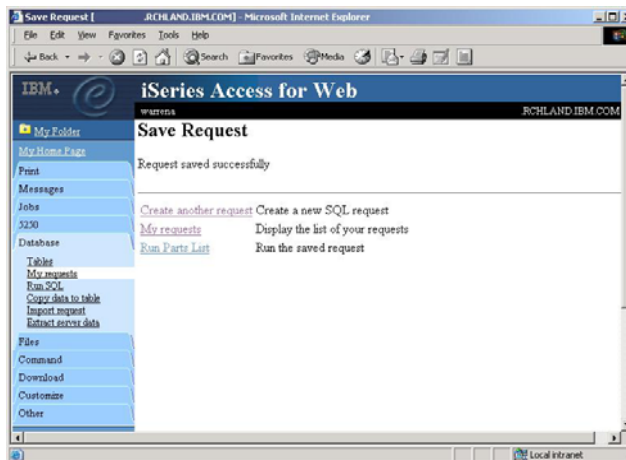 Save Request [ .RCHLAND.IBM.COM] - Microsoft Internet Explorer
File Edit View Favorites Tools Help
Back Search Favorites Media
IBM
iSeries Access for Web
warrena .RCHLAND.IBM.COM
My Folder
My Home Page
Print
Messages
Jobs
5250
Database
Tables
My requests
Run SQL
Copy data to table
Import request
Extract server data
Files
Command
Download
Customize
Other
Save Request
Request saved successfully
Create another request Create a new SQL request
My requests Display the list of your requests
Run Parts List Run the saved request
Local intranet